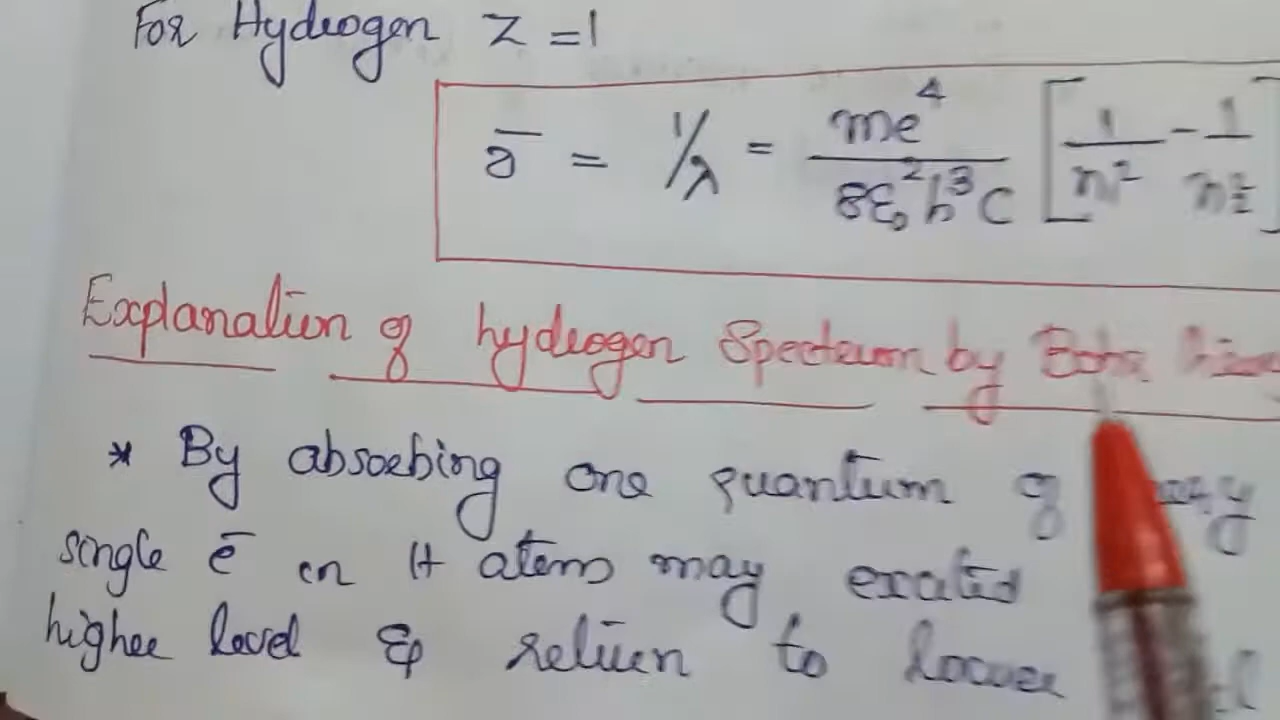 For Hydrogen Z = 1
ν̄ = 1/λ = me⁴ / 8ε₀²h³c [ 1/n₁² - 1/n₂² ]
Explanation of hydrogen Spectrum by Bohr
* By absorbing one quantum of
single e⁻ in H atoms may excited
higher level & return to lower